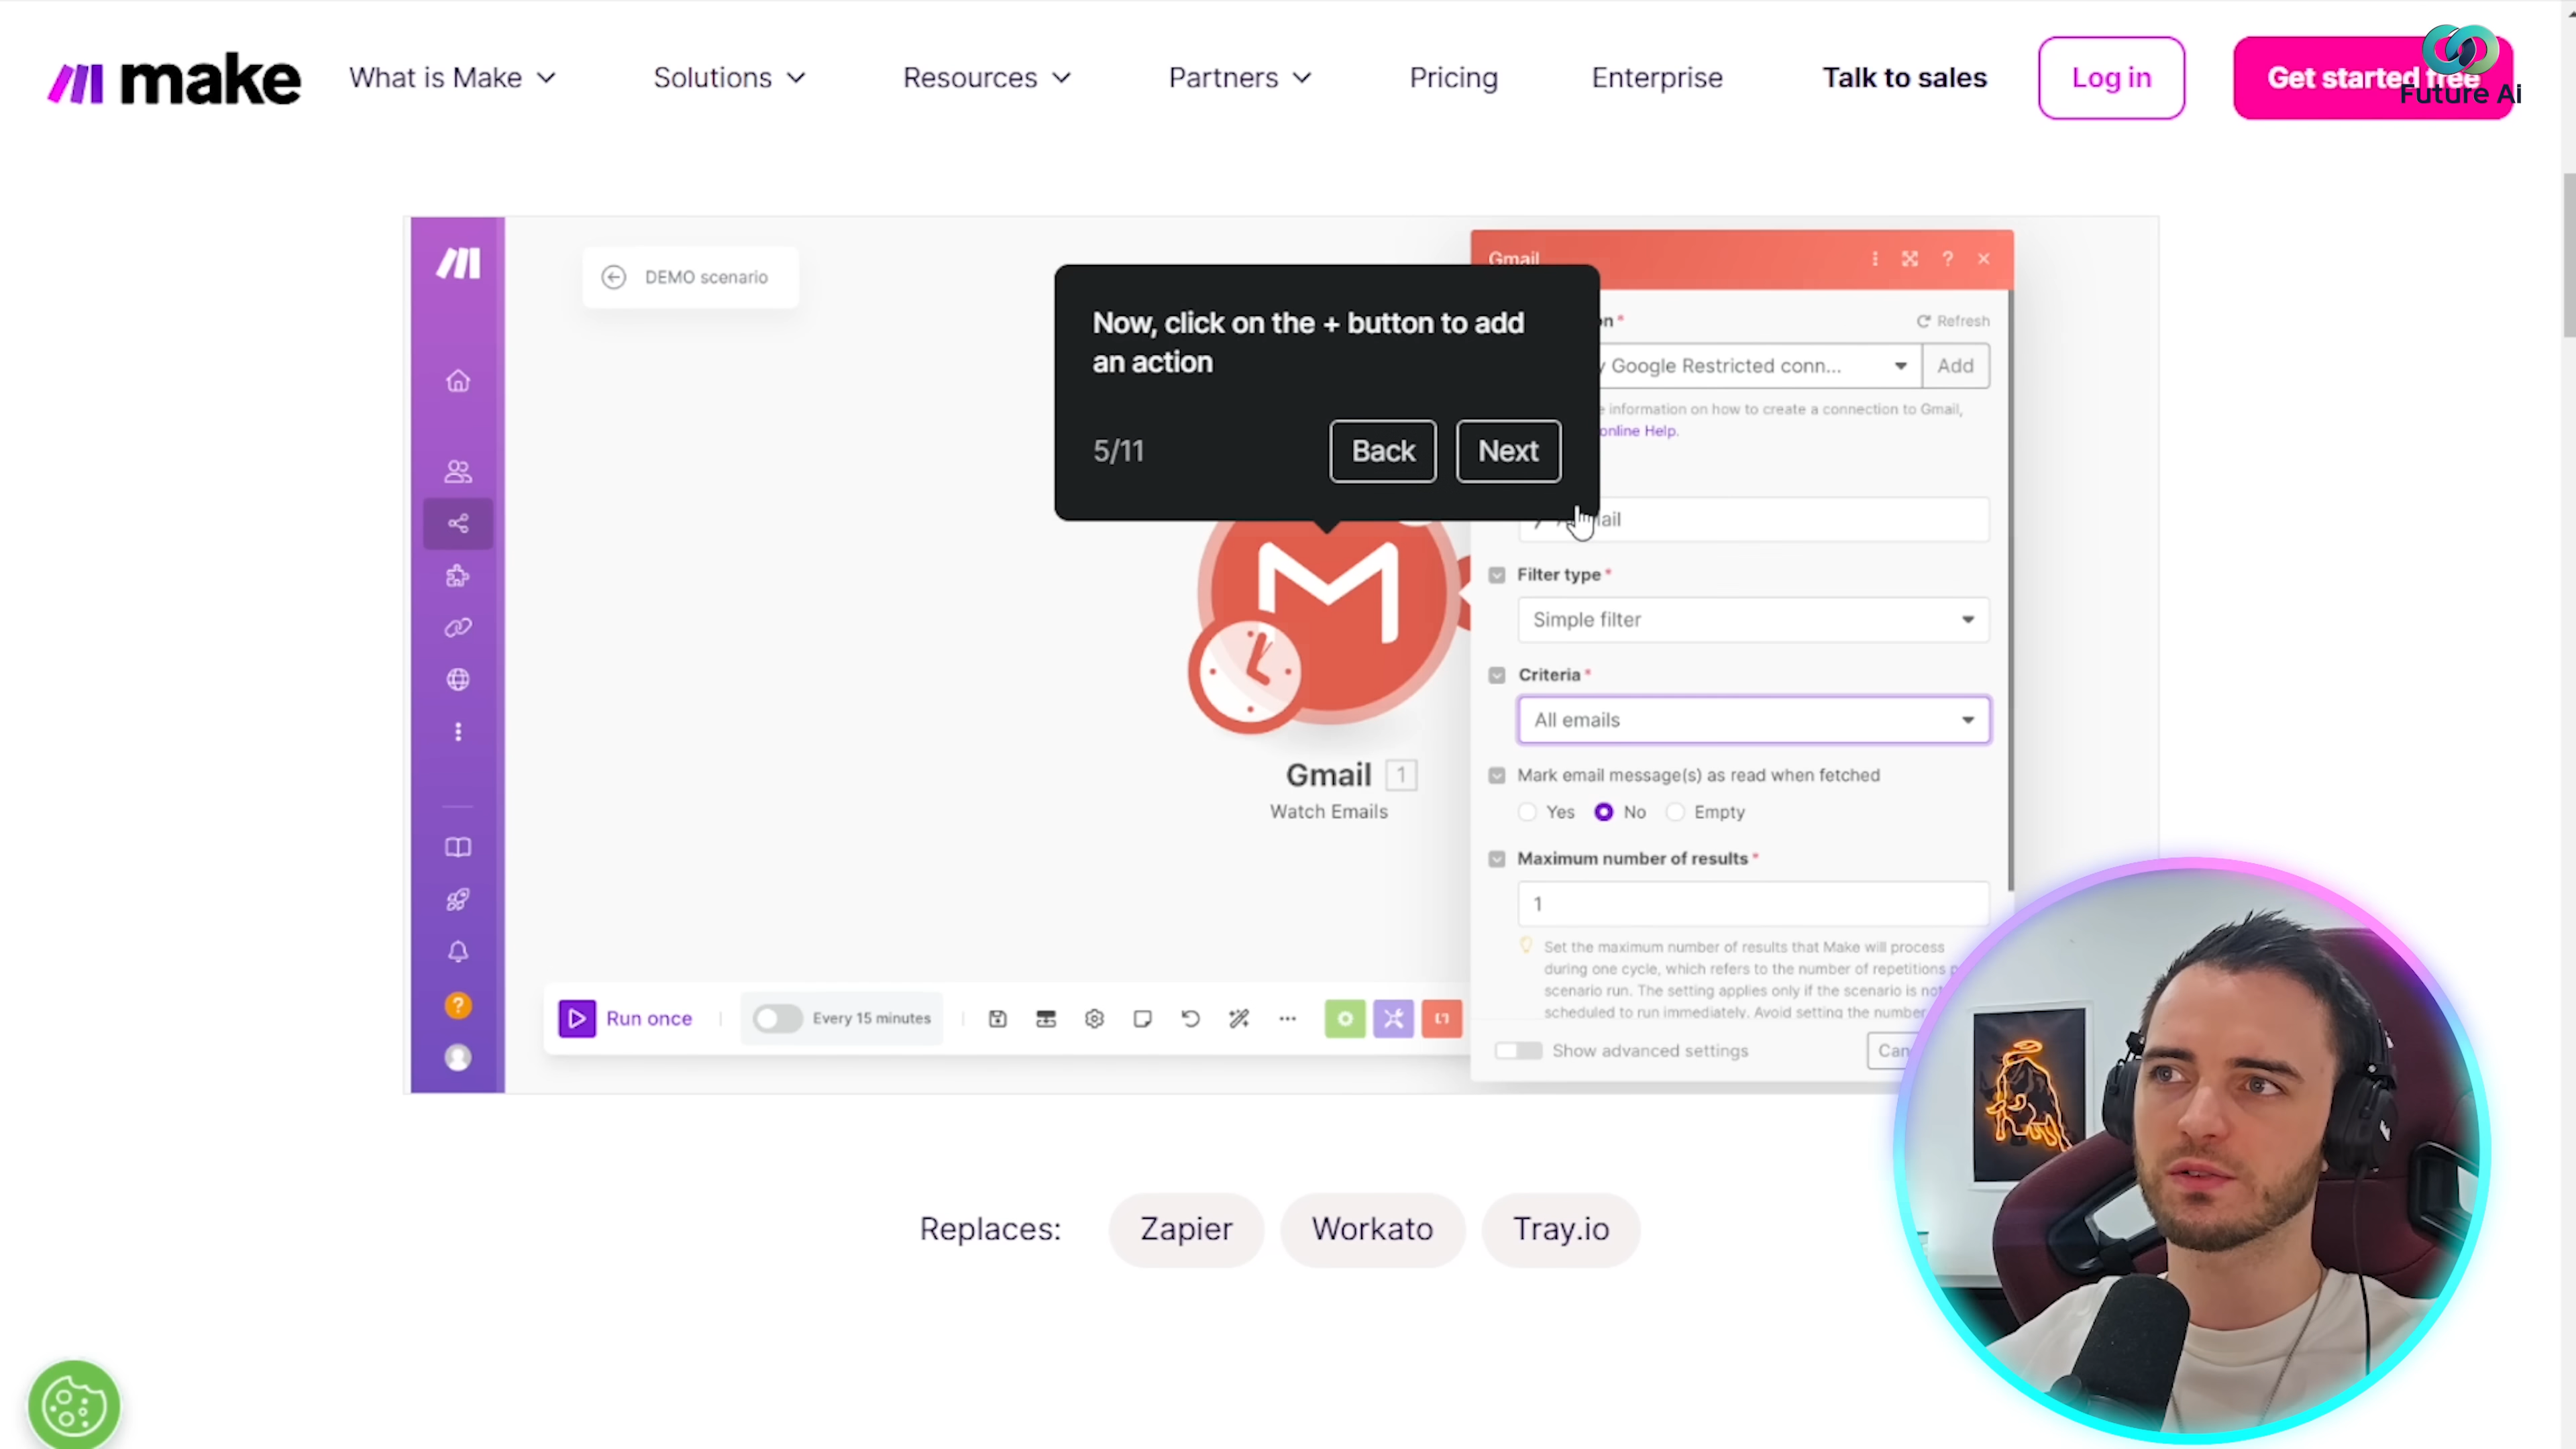 make
What is Make
Solutions
Resources
Partners
Pricing
Enterprise
Talk to sales
Log in
Get started free
Future Ai
DEMO scenario
Gmail
Now, click on the + button to add
an action
5/11
Back
Next
Refresh
Google Restricted conn...
Add
information on how to create a connection to Gmail,
online Help.
Filter type *
Simple filter
Criteria *
All emails
Mark email message(s) as read when fetched
Yes
No
Empty
Maximum number of results *
1
Set the maximum number of results that Make will process
during one cycle, which refers to the number of repetitions
scenario run. The setting applies only if the scenario is not
scheduled to run immediately. Avoid setting the number
Show advanced settings
Gmail 1
Watch Emails
Run once
Every 15 minutes
Replaces:
Zapier
Workato
Tray.io